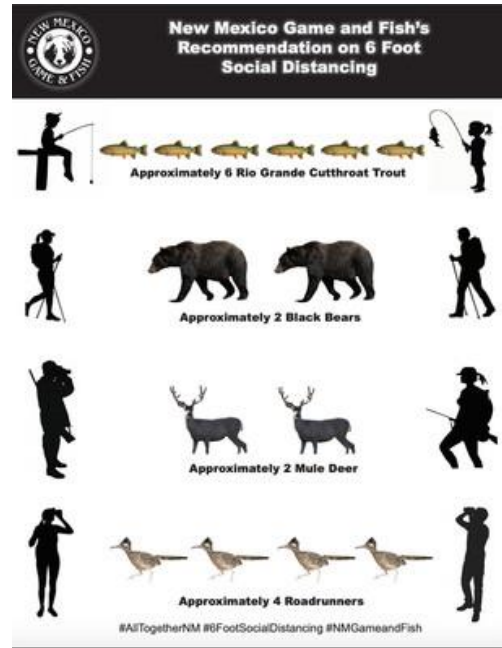 NEW MEXICO
GAME & FISH
New Mexico Game and Fish's
Recommendation on 6 Foot
Social Distancing
Approximately 6 Rio Grande Cutthroat Trout
Approximately 2 Black Bears
Approximately 2 Mule Deer
Approximately 4 Roadrunners
#AllTogetherNM #6FootSocialDistancing #NMGameandFish